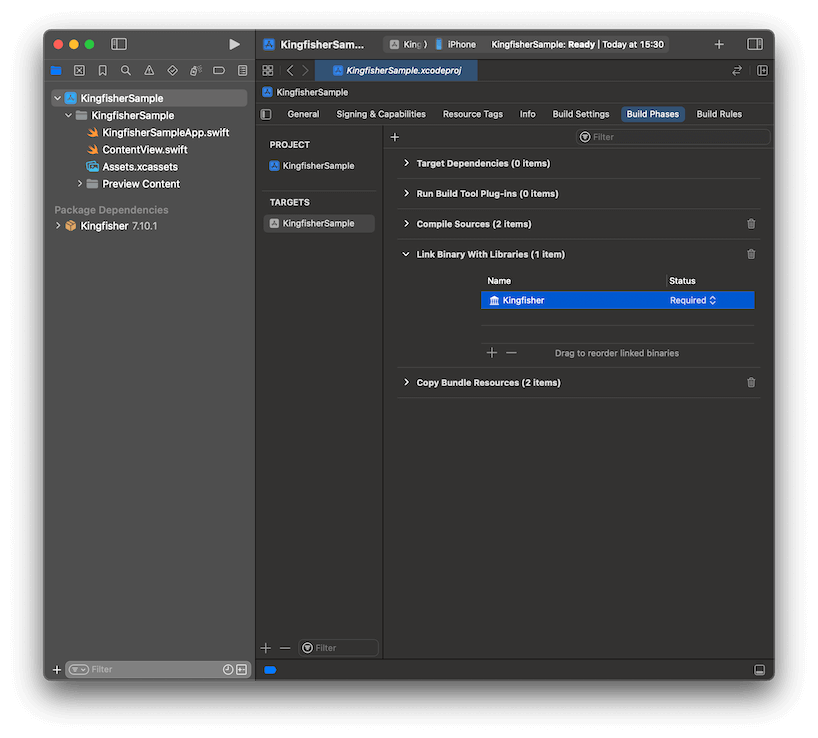 KingfisherSam... King ) iPhone KingfisherSample: Ready | Today at 15:30
KingfisherSample.xcodeproj
KingfisherSample
KingfisherSample
KingfisherSampleApp.swift
ContentView.swift
Assets.xcassets
Preview Content
Package Dependencies
Kingfisher 7.10.1
Filter
KingfisherSample
General Signing & Capabilities Resource Tags Info Build Settings Build Phases Build Rules
PROJECT
KingfisherSample
TARGETS
KingfisherSample
Filter
Filter
Target Dependencies (0 items)
Run Build Tool Plug-ins (0 items)
Compile Sources (2 items)
Link Binary With Libraries (1 item)
Name Status
Kingfisher Required
Drag to reorder linked binaries
Copy Bundle Resources (2 items)